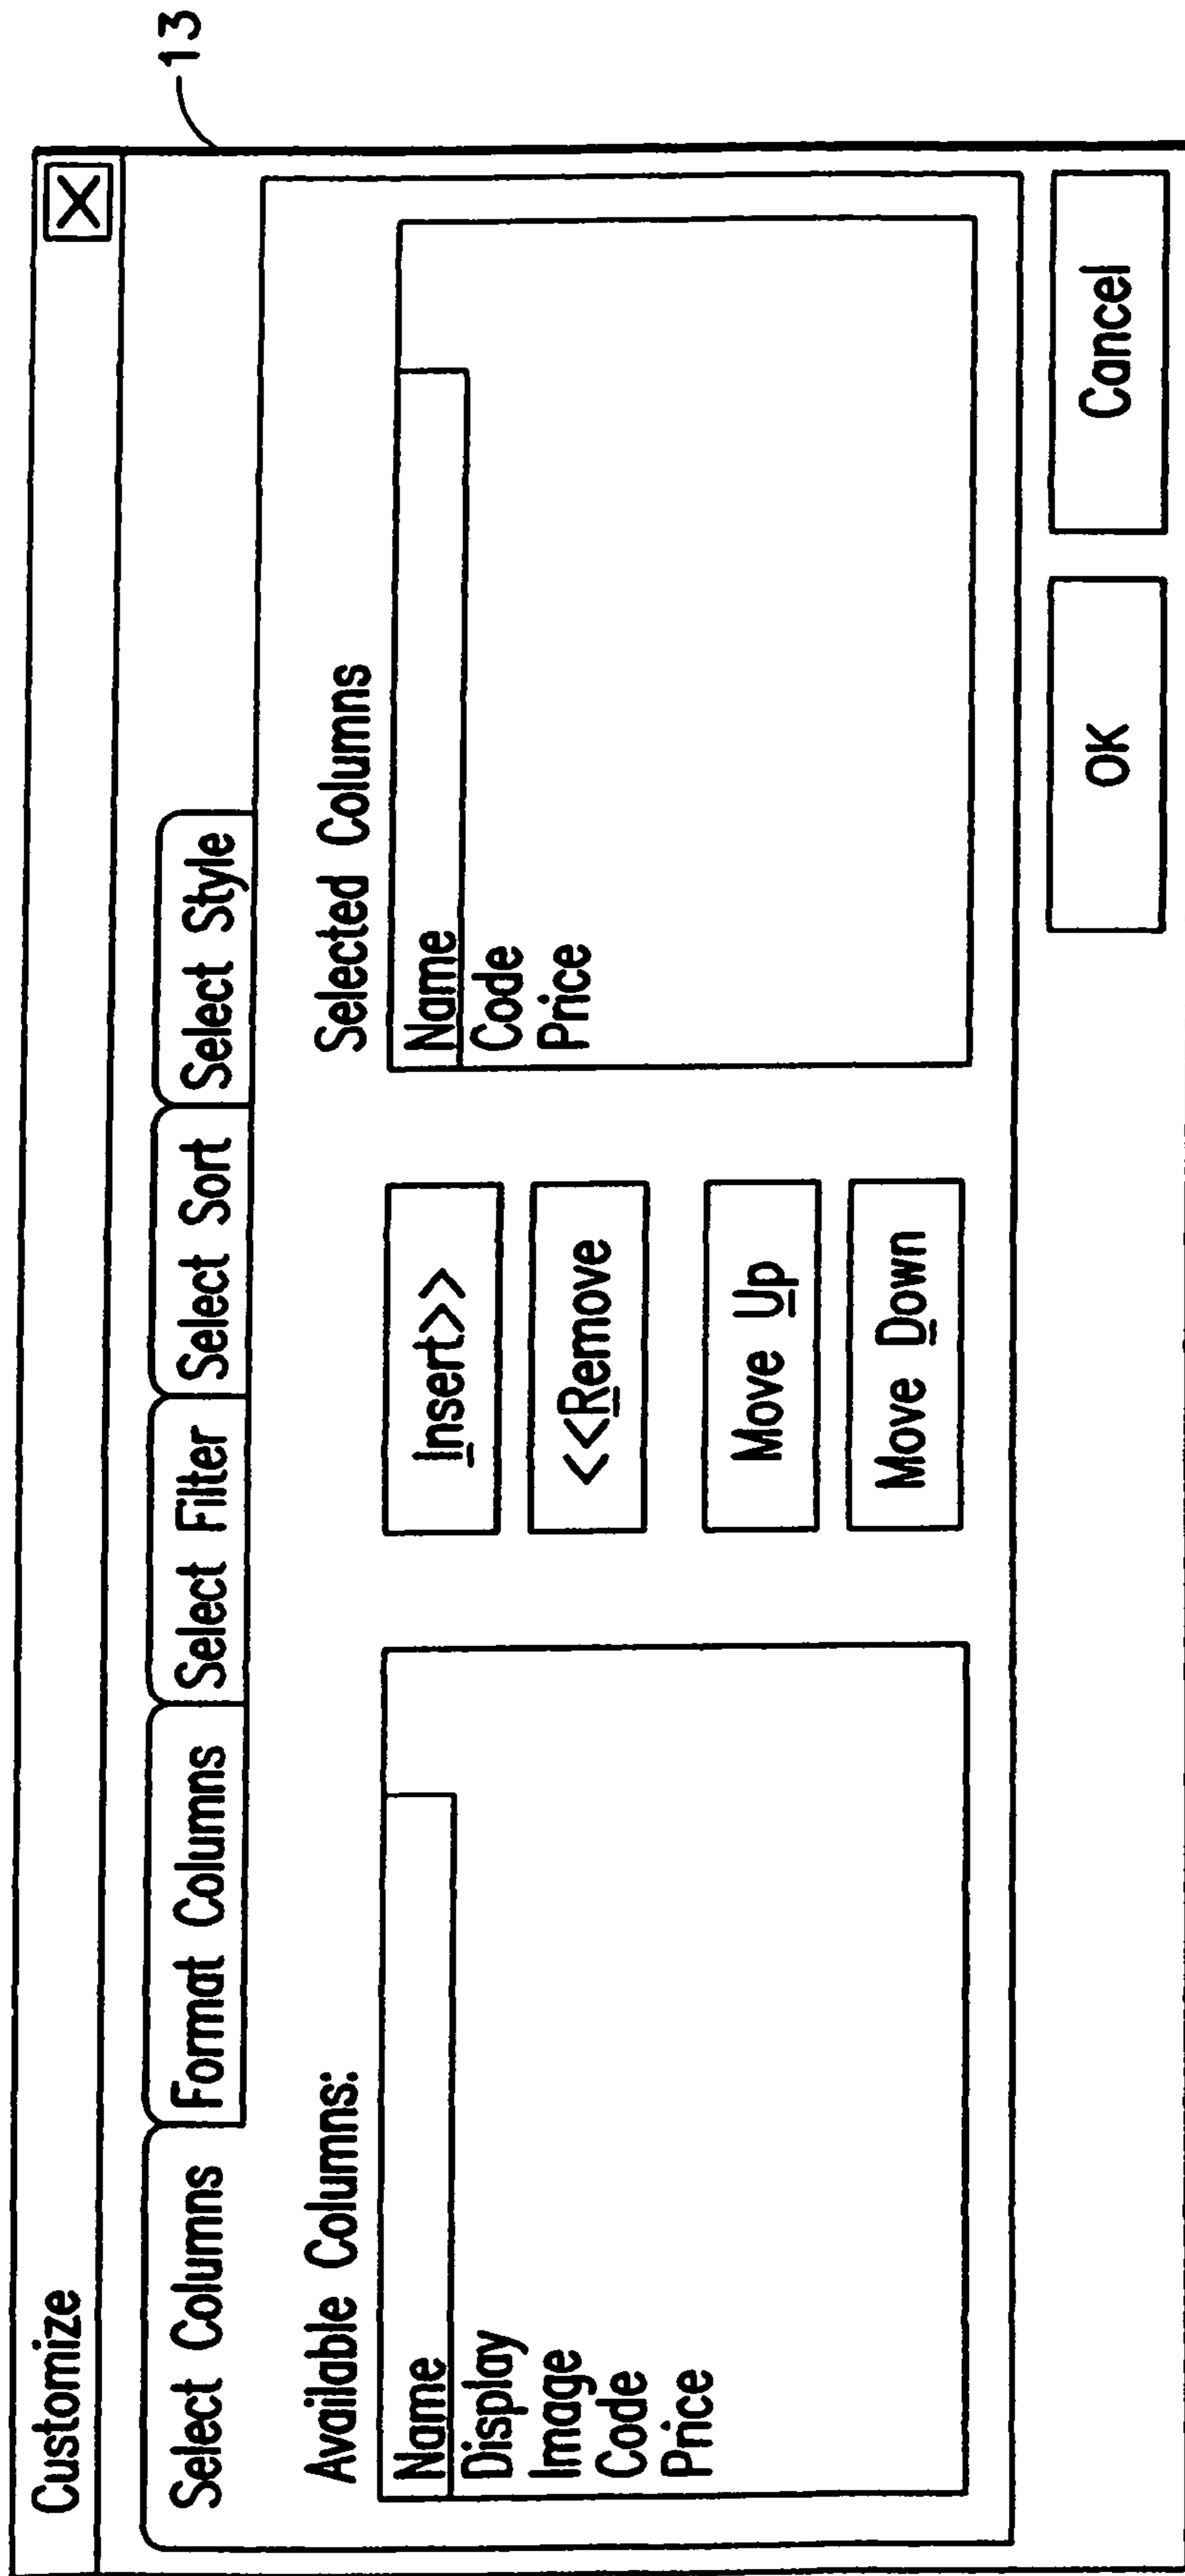 Customize
X
13
Select Columns
Format Columns
Select Filter
Select Sort
Select Style
Available Columns:
Name
Display
Image
Code
Price
Insert>>
<<Remove
Move Up
Move Down
Selected Columns
Name
Code
Price
OK
Cancel